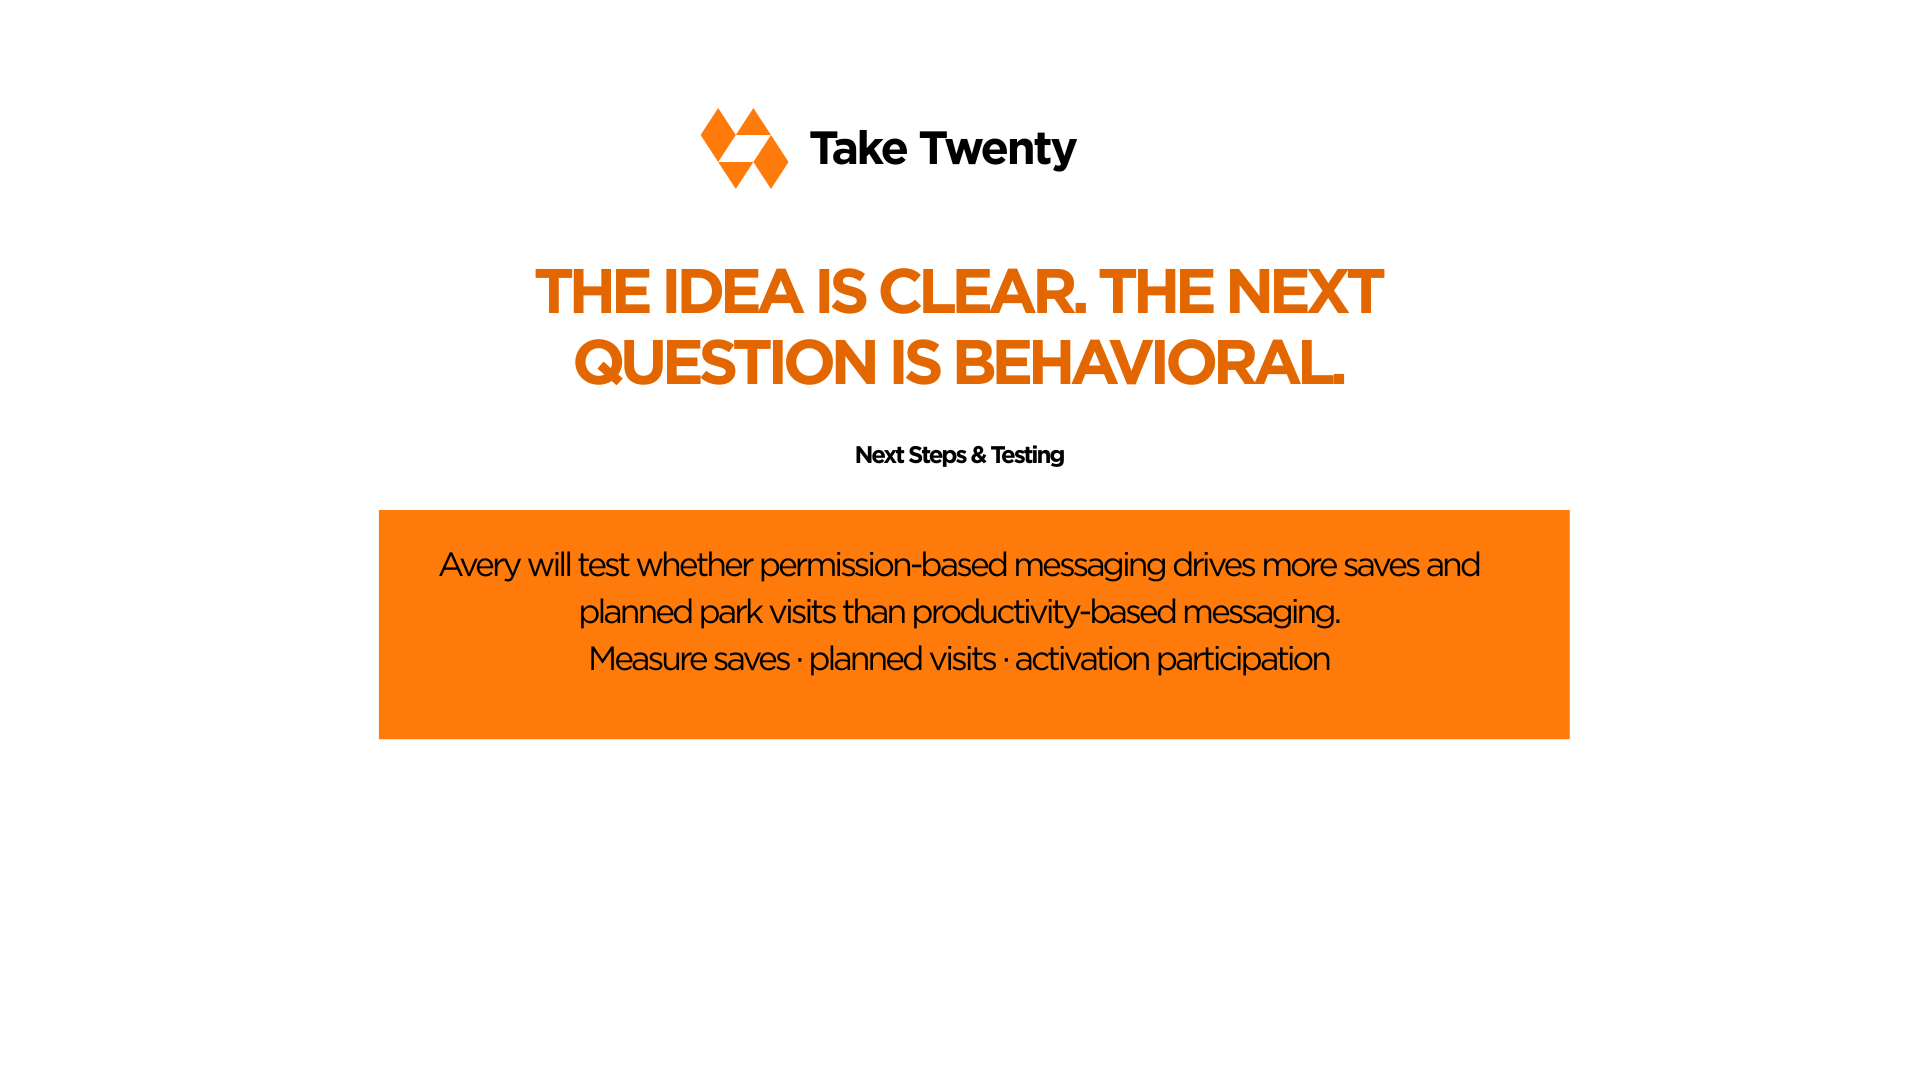 Take Twenty
THE IDEA IS CLEAR. THE NEXT
QUESTION IS BEHAVIORAL.
Next Steps & Testing
Avery will test whether permission-based messaging drives more saves and
planned park visits than productivity-based messaging.
Measure saves · planned visits · activation participation